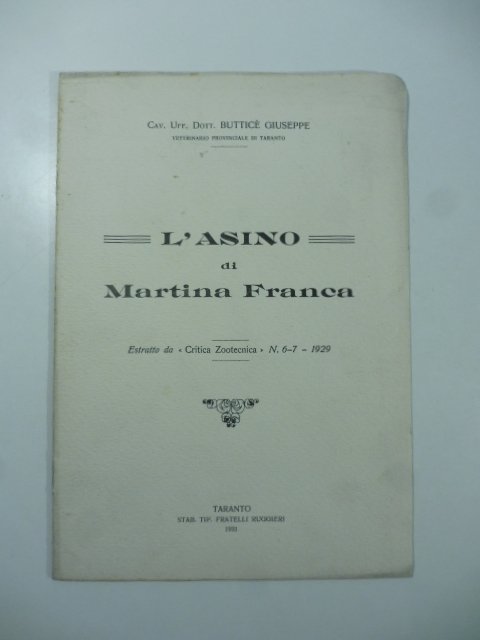 Cav. Uff. Dott. BUTTICÈ GIUSEPPE
VETERINARIO PROVINCIALE DI TARANTO
L'ASINO
di
Martina Franca
Estratto da « Critica Zootecnica » N. 6-7 - 1929
TARANTO
STAB. TIP. FRATELLI RUGGIERI